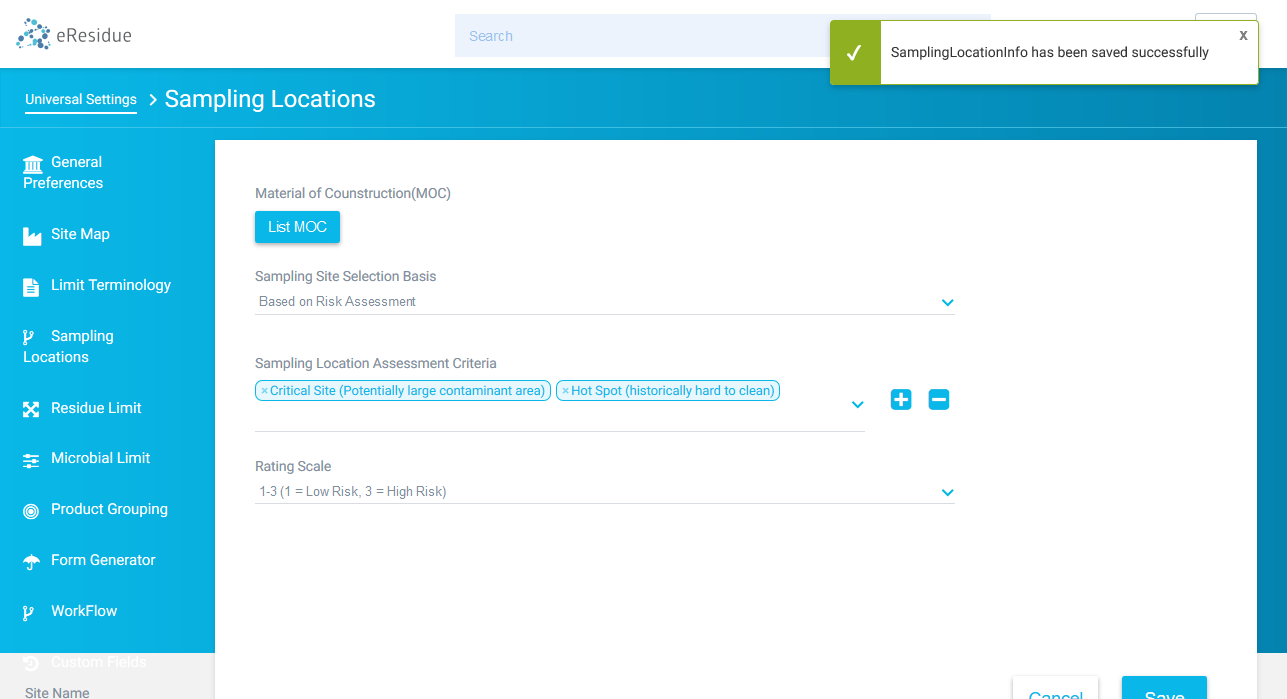 eResidue
Search
x
SamplingLocationInfo has been saved successfully
Universal Settings
Sampling Locations
General
Preferences
Site Map
Limit Terminology
Sampling
Locations
Residue Limit
Microbial Limit
Product Grouping
Form Generator
WorkFlow
Custom Fields
Site Name
Material of Counstruction(MOC)
List MOC
Sampling Site Selection Basis
Based on Risk Assessment
Sampling Location Assessment Criteria
×Critical Site (Potentially large contaminant area) ×Hot Spot (historically hard to clean)
Rating Scale
1-3 (1 = Low Risk, 3 = High Risk)
Cancel
Save